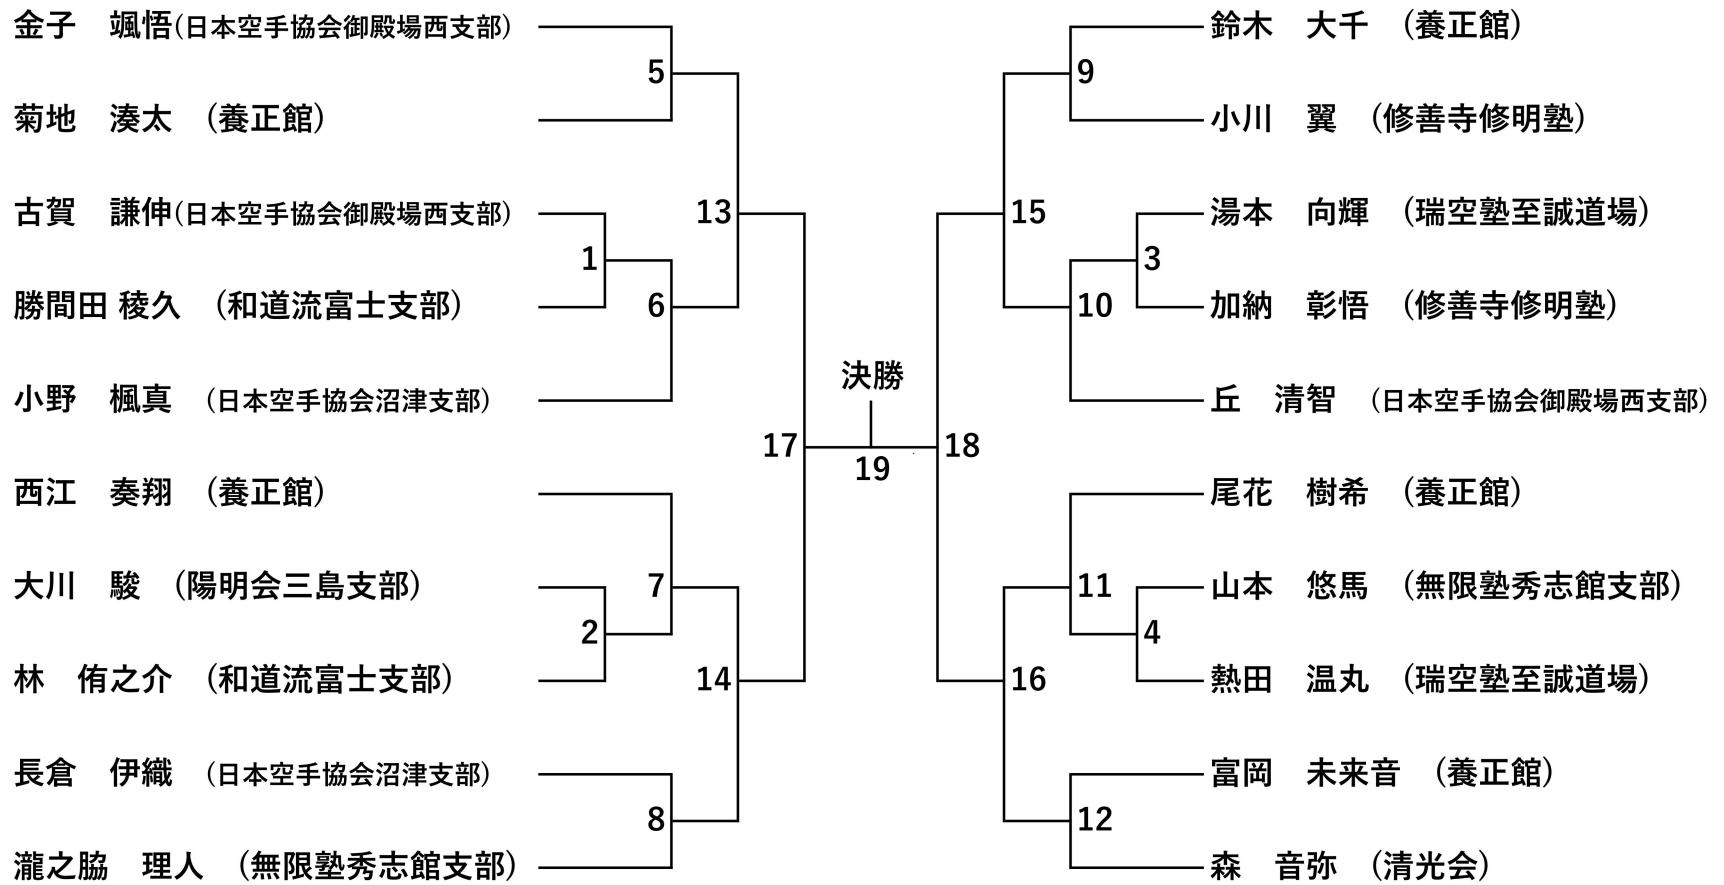 金子　颯悟(日本空手協会御殿場西支部)
菊地　湊太　(養正館)
古賀　謙伸(日本空手協会御殿場西支部)
勝間田 稜久　(和道流富士支部)
小野　楓真　(日本空手協会沼津支部)
西江　奏翔　(養正館)
大川　駿　(陽明会三島支部)
林　侑之介　(和道流富士支部)
長倉　伊織　(日本空手協会沼津支部)
瀧之脇　理人　(無限塾秀志館支部)
5
1
6
13
7
2
14
8
17
決勝
19
18
9
15
3
10
11
4
16
12
鈴木　大千　(養正館)
小川　翼　(修善寺修明塾)
湯本　向輝　(瑞空塾至誠道場)
加納　彰悟　(修善寺修明塾)
丘　清智　(日本空手協会御殿場西支部)
尾花　樹希　(養正館)
山本　悠馬　(無限塾秀志館支部)
熱田　温丸　(瑞空塾至誠道場)
富岡　未来音　(養正館)
森　音弥　(清光会)